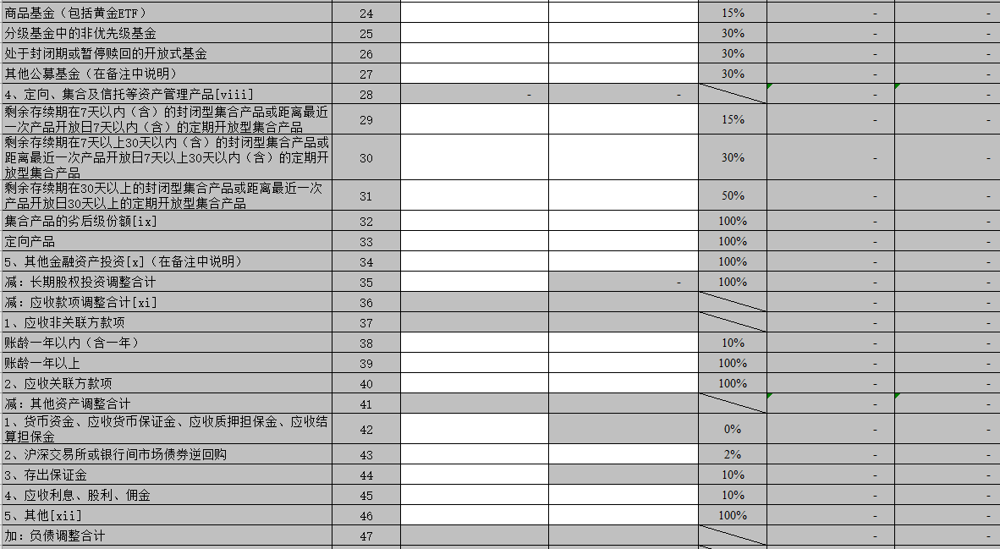 商品基金（包括黄金ETF） 24 15% - -
分级基金中的非优先级基金 25 30% - -
处于封闭期或暂停赎回的开放式基金 26 30% - -
其他公募基金（在备注中说明） 27 30% - -
4、定向、集合及信托等资产管理产品[viii] 28 - - - -
剩余存续期在7天以内（含）的封闭型集合产品或距离最近
一次产品开放日7天以内（含）的定期开放型集合产品 29 15% - -
剩余存续期在7天以上30天以内（含）的封闭型集合产品或
距离最近一次产品开放日7天以上30天以内（含）的定期开
放型集合产品 30 30% - -
剩余存续期在30天以上的封闭型集合产品或距离最近一次
产品开放日30天以上的定期开放型集合产品 31 50% - -
集合产品的劣后级份额[ix] 32 100% - -
定向产品 33 100% - -
5、其他金融资产投资[x]（在备注中说明） 34 100% - -
减：长期股权投资调整合计 35 - 100% - -
减：应收款项调整合计[xi] 36 - -
1、应收非关联方款项 37 - -
账龄一年以内（含一年） 38 10% - -
账龄一年以上 39 100% - -
2、应收关联方款项 40 100% - -
减：其他资产调整合计 41 - -
1、货币资金、应收货币保证金、应收质押担保金、应收结
算担保金 42 0% - -
2、沪深交易所或银行间市场债券逆回购 43 2% - -
3、存出保证金 44 10% - -
4、应收利息、股利、佣金 45 10% - -
5、其他[xii] 46 100% - -
加：负债调整合计 47 - -